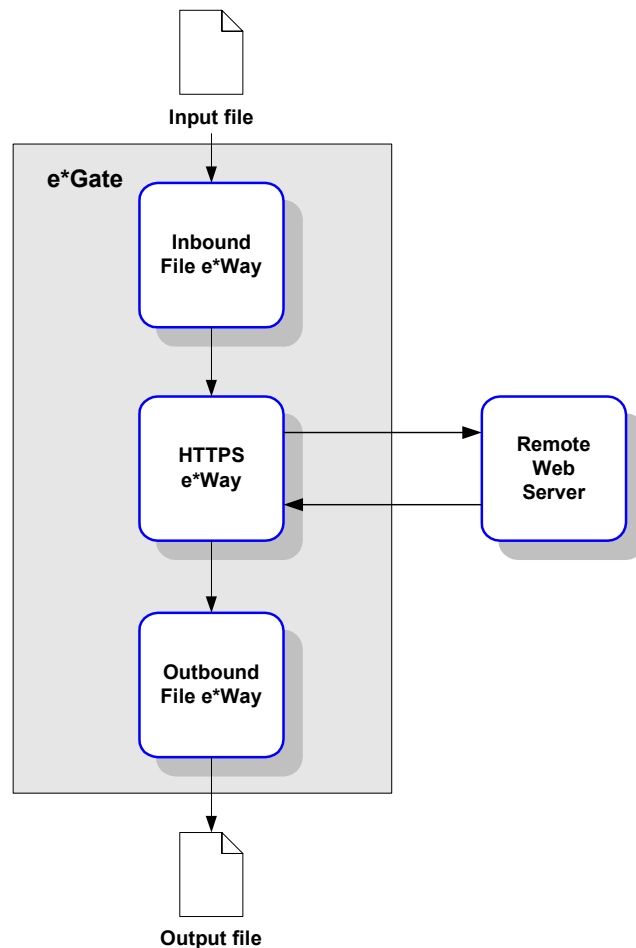 Input file
e*Gate
Inbound
File e*Way
HTTPS
e*Way
Remote
Web
Server
Outbound
File e*Way
Output file